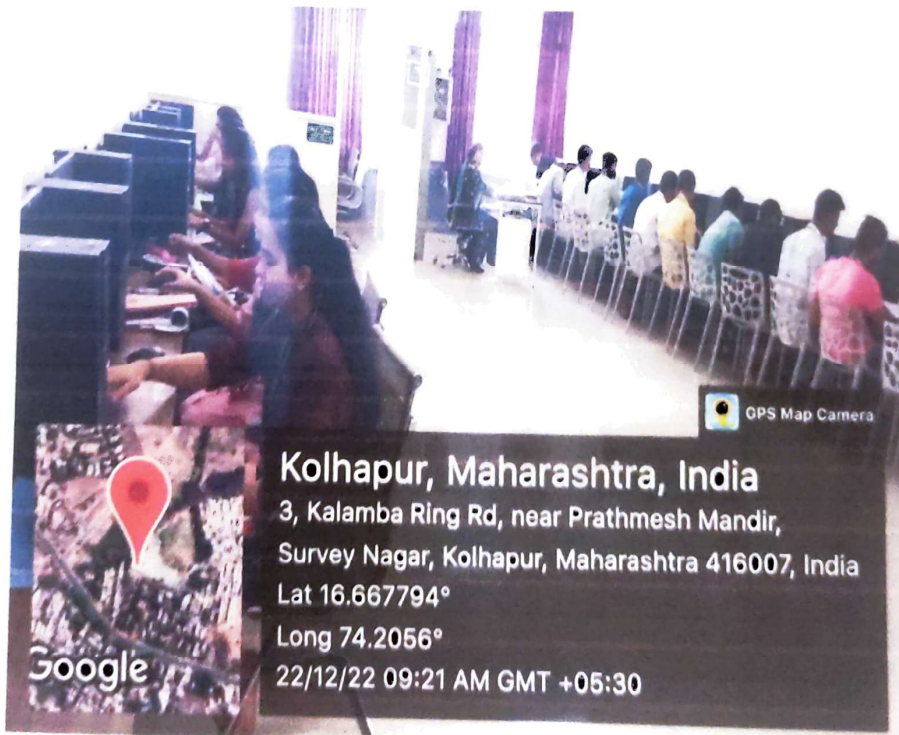 GPS Map Camera
Kolhapur, Maharashtra, India
3, Kalamba Ring Rd, near Prathmesh Mandir,
Survey Nagar, Kolhapur, Maharashtra 416007, India
Lat 16.667794°
Long 74.2056°
22/12/22 09:21 AM GMT +05:30
Google